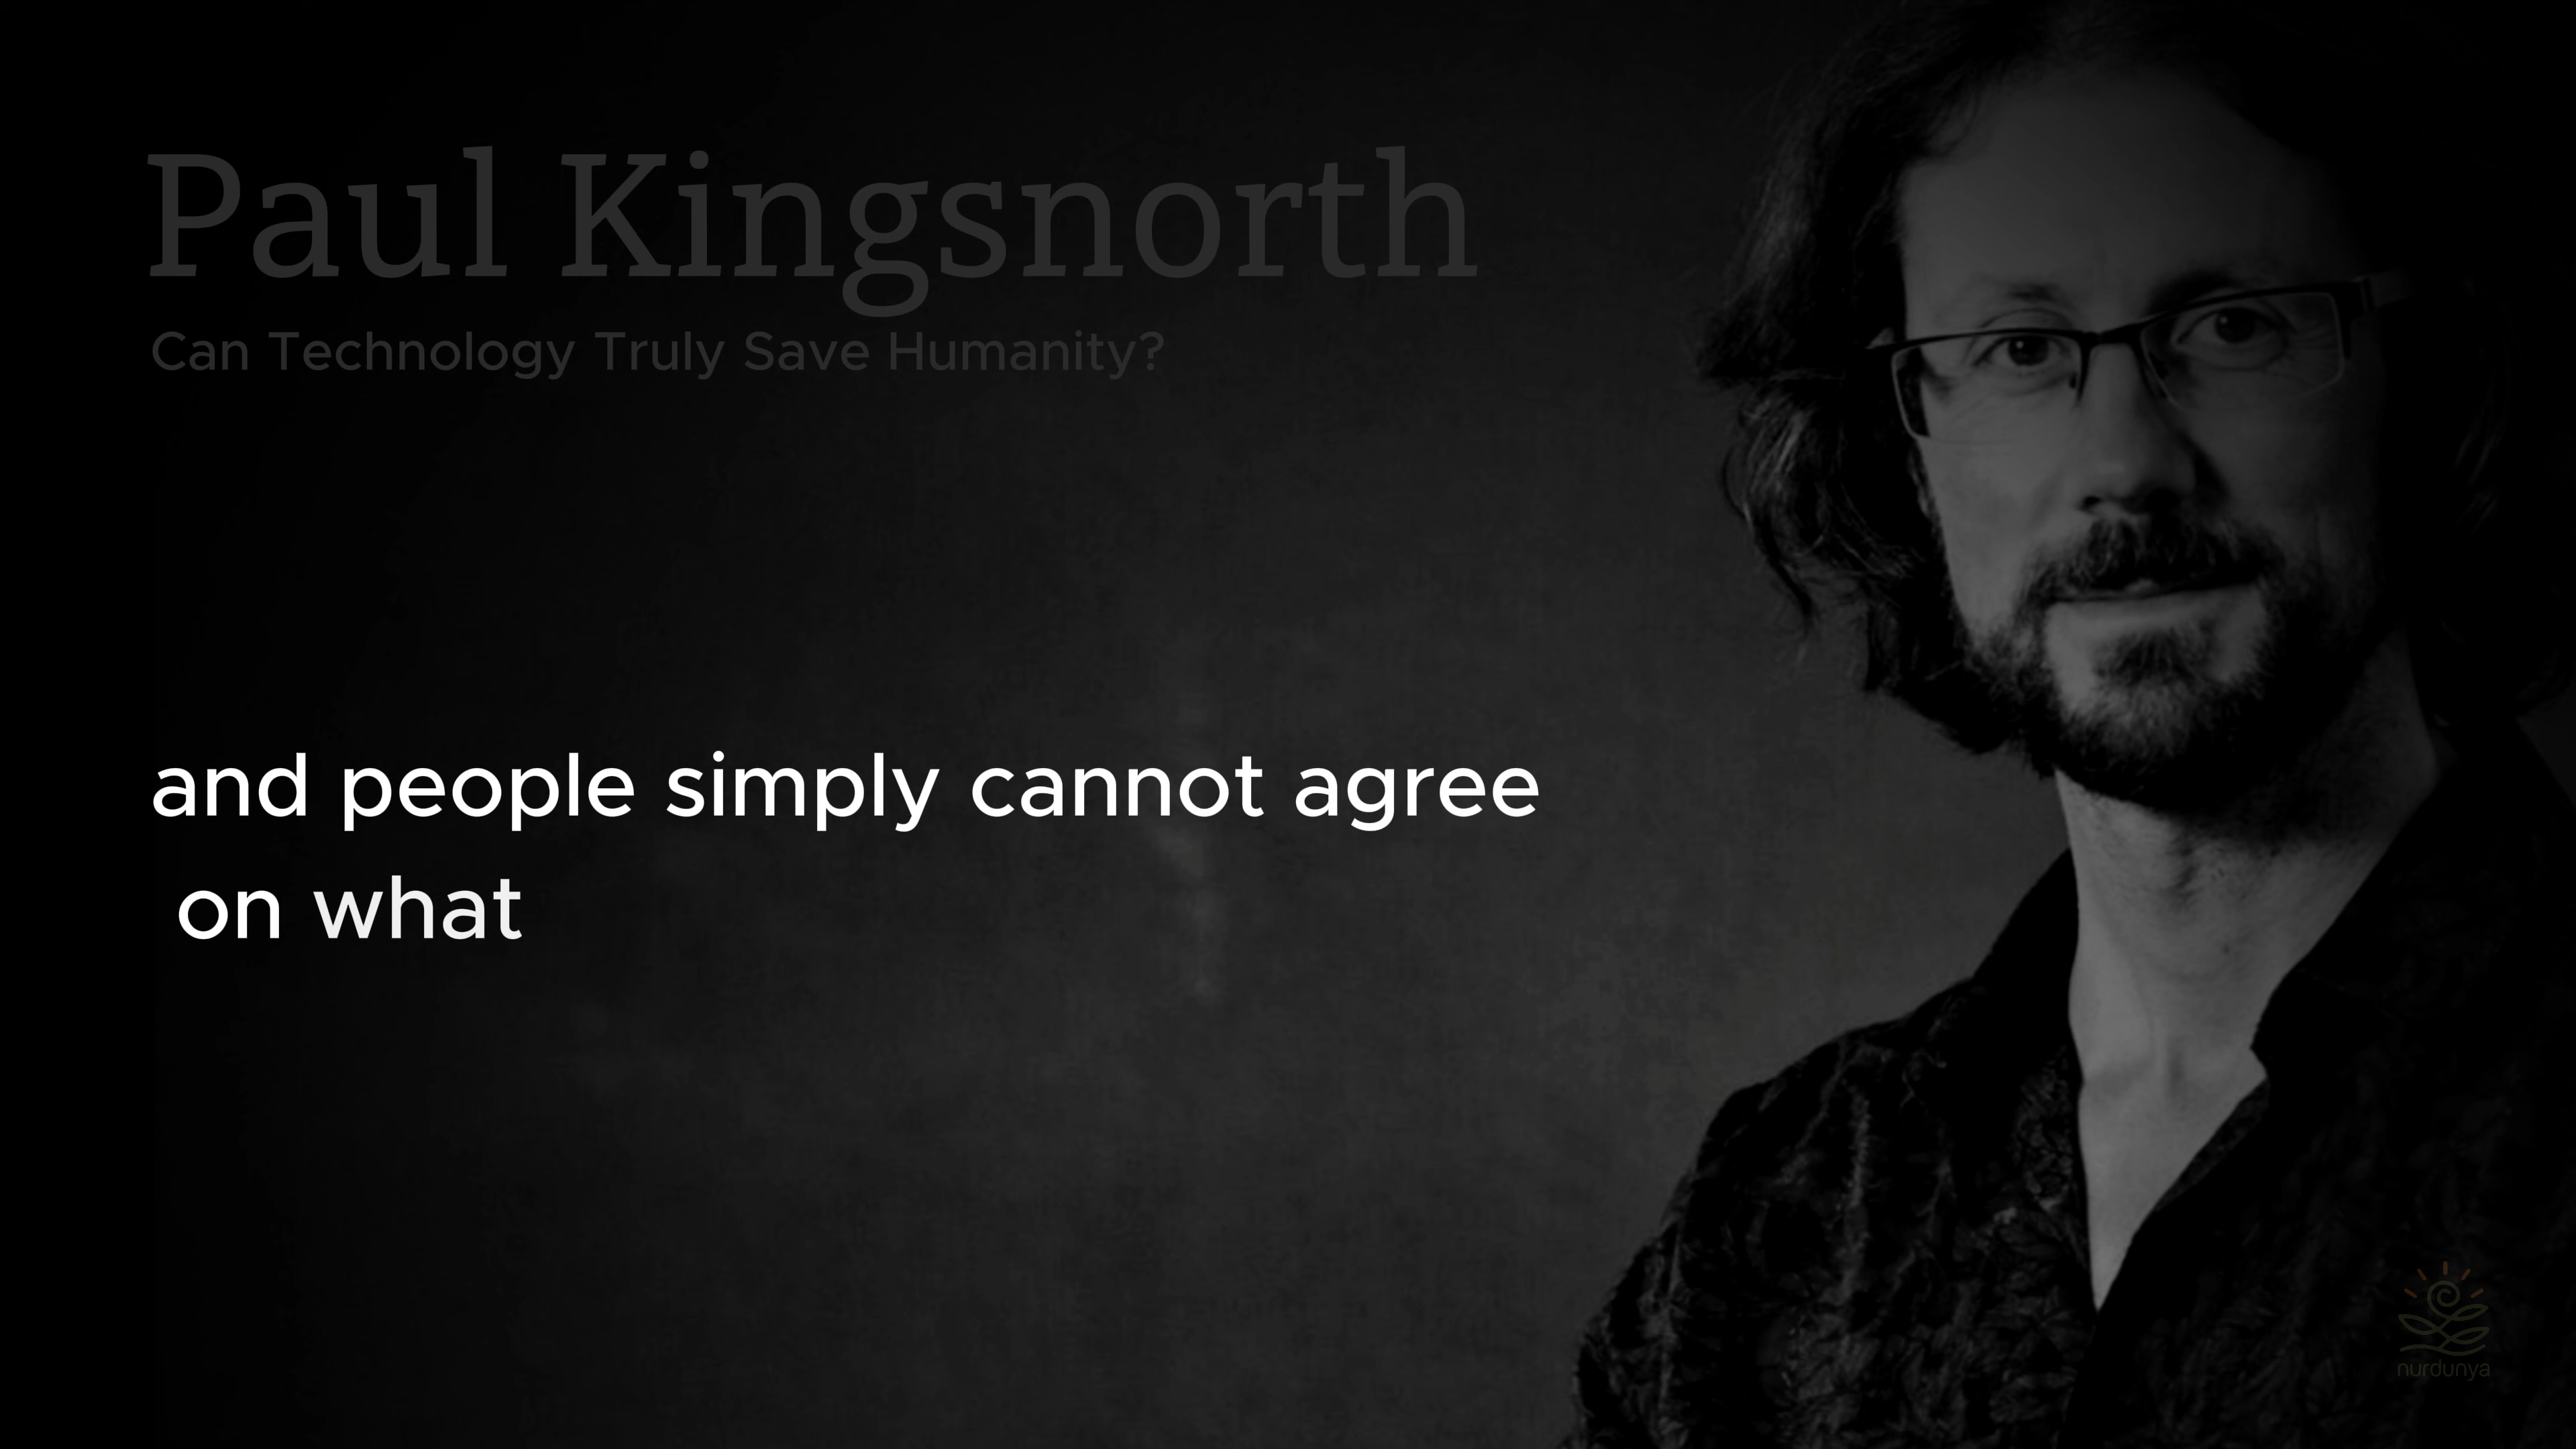 Paul Kingsnorth
Can Technology Truly Save Humanity?
and people simply cannot agree
on what
nurdunya